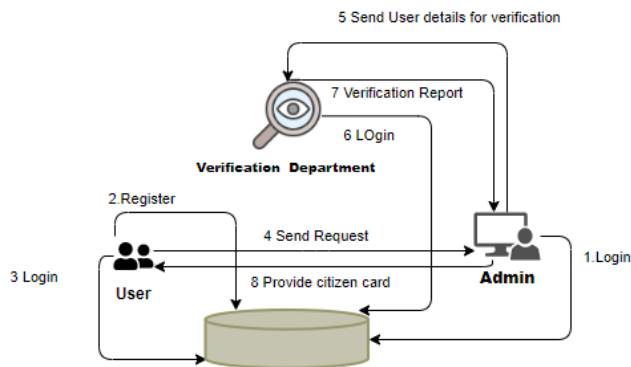 5 Send User details for verification
7 Verification Report
6 LOgin
Verification Department
2.Register
4 Send Request
1.Login
3 Login
8 Provide citizen card
Admin
User